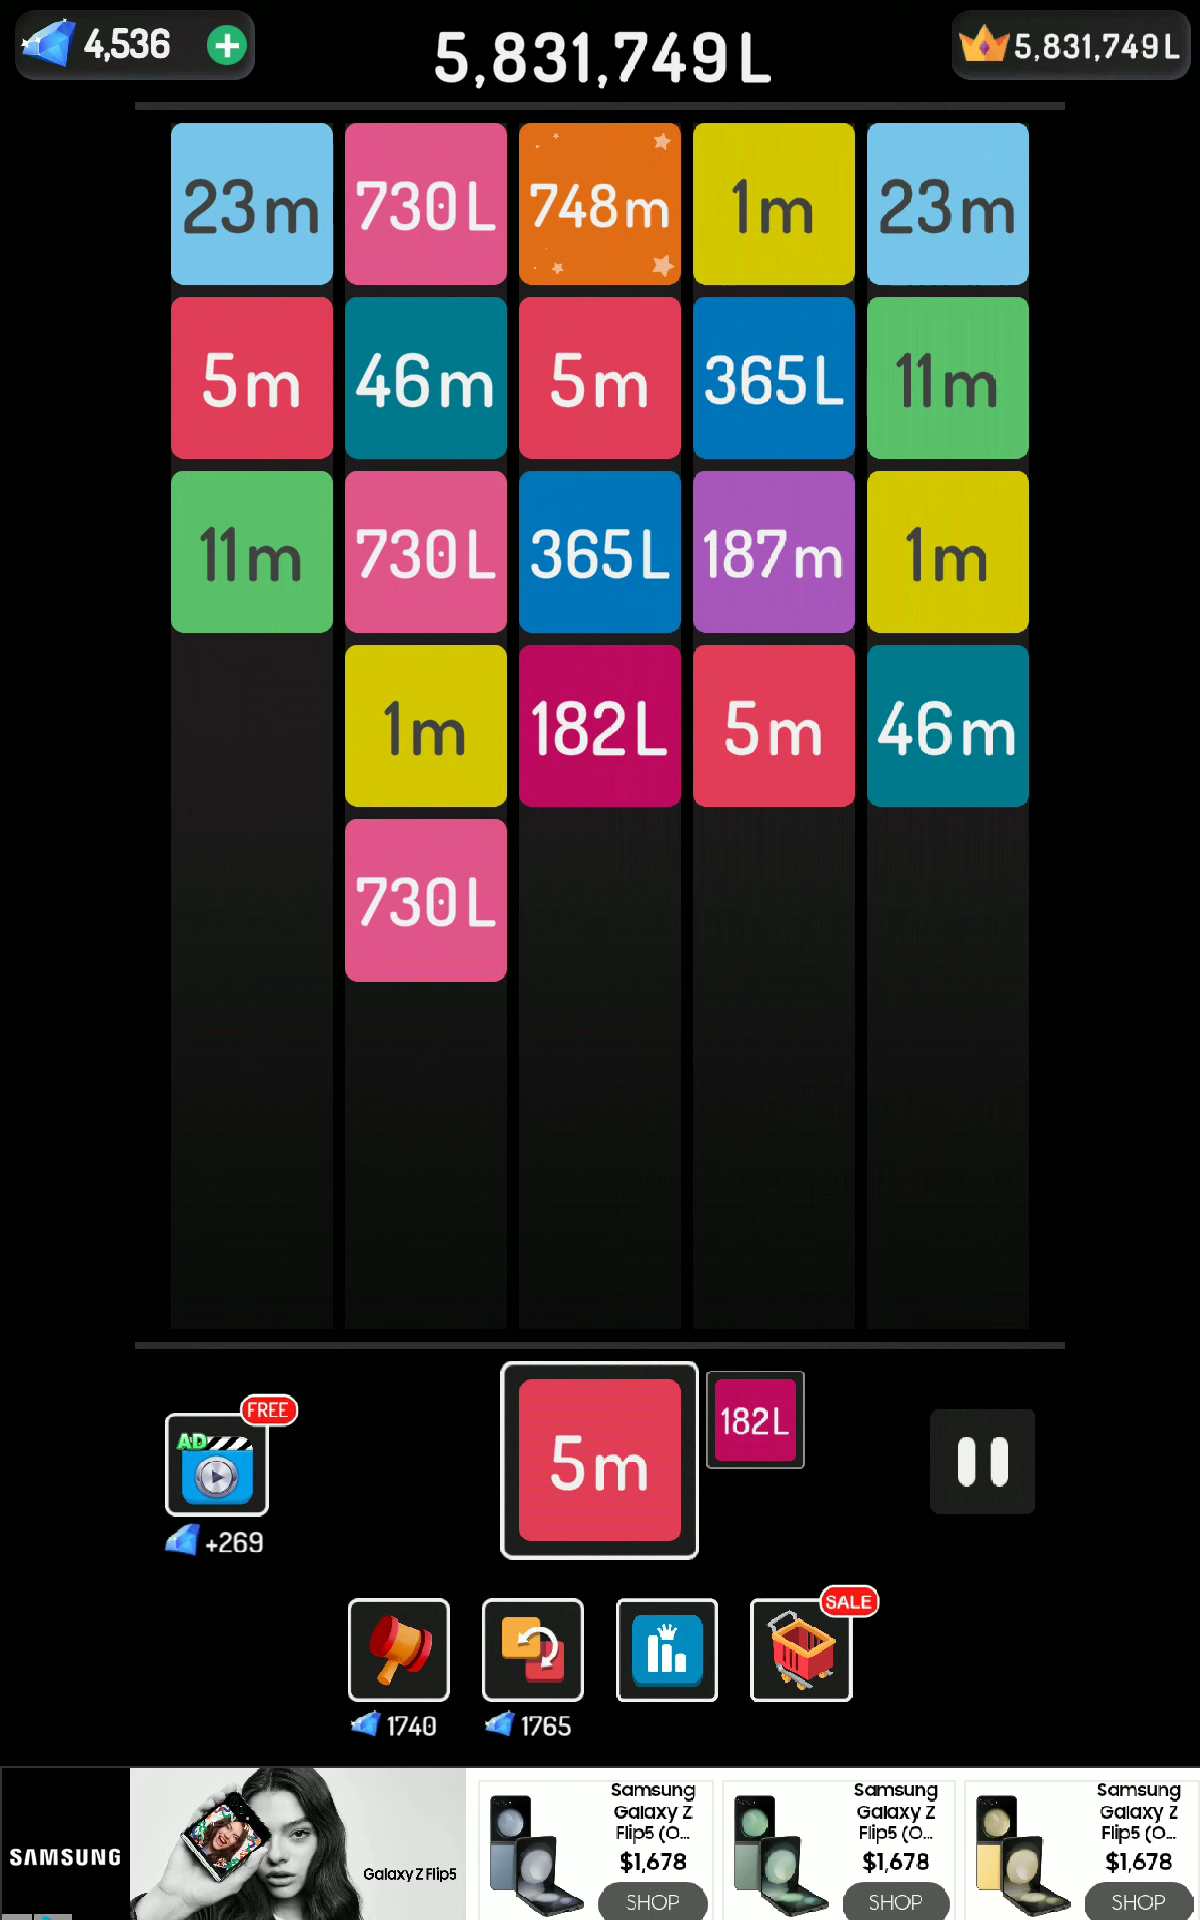 4,536
5,831,749L
5,831,749L
23m 730L 748m 1m 23m
5m 46m 5m 365L 11m
11m 730L 365L 187m 1m
1m 182L 5m 46m
730L
FREE
AD
+269
5m
182L
SALE
1740
1765
SAMSUNG
Galaxy Z Flip5
Samsung
Galaxy Z
Flip5 (O...
$1,678
SHOP
Samsung
Galaxy Z
Flip5 (O...
$1,678
SHOP
Samsung
Galaxy Z
Flip5 (O...
$1,678
SHOP